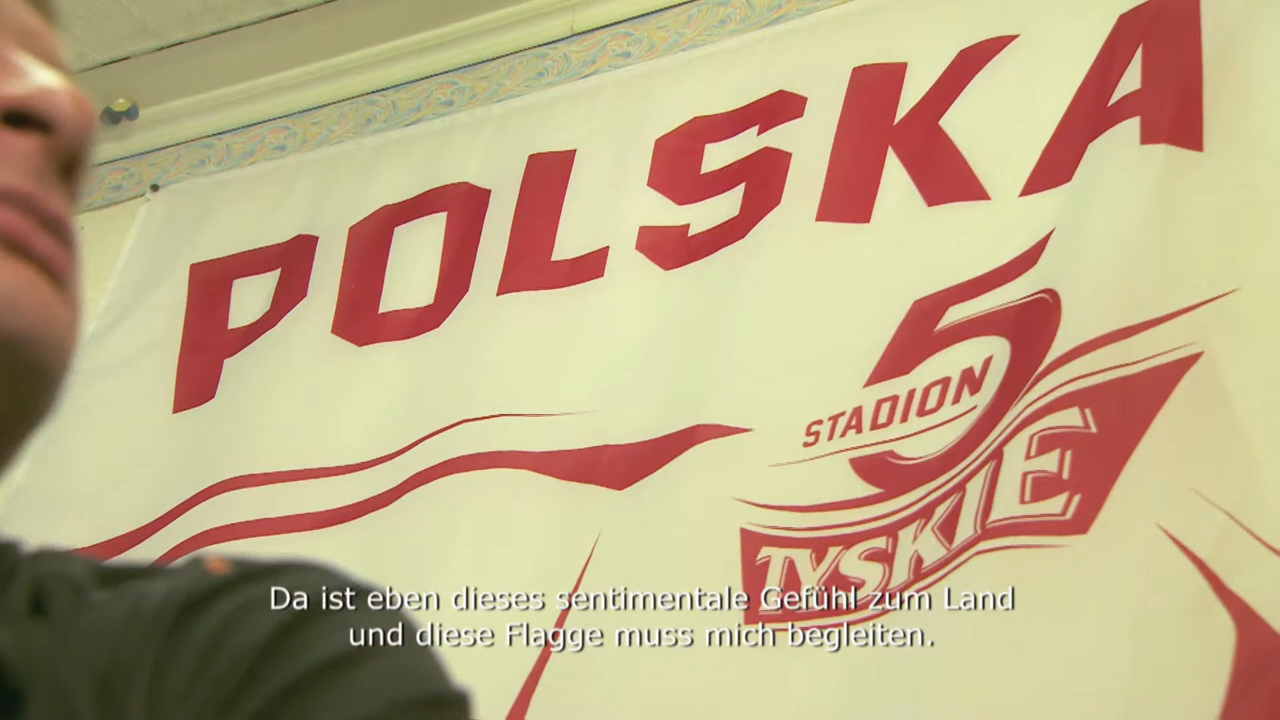 POLSKA
5
STADION
TYSKIE
Da ist eben dieses sentimentale Gefühl zum Land
und diese Flagge muss mich begleiten.